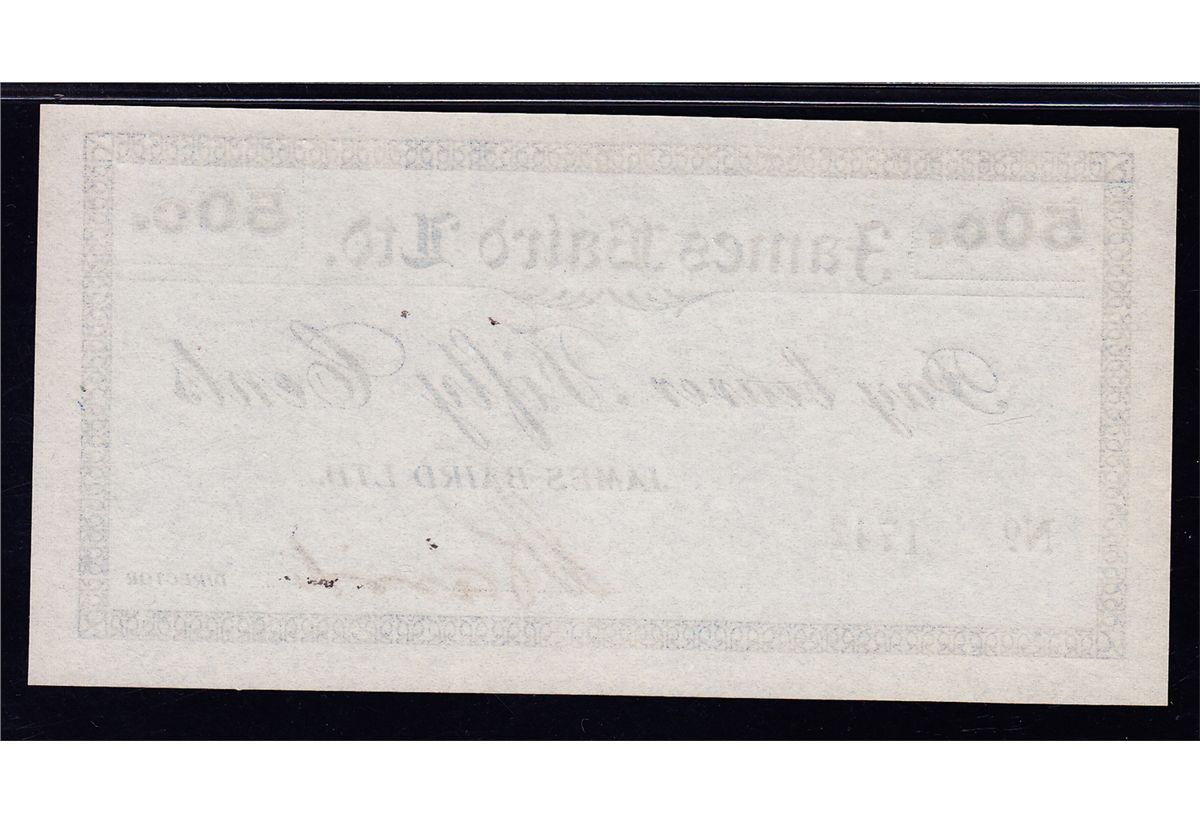 50c. James Baird Ltd. 50c.
Pay bearer Fifty Cents
JAMES BAIRD LTD.
Nº
DIRECTOR